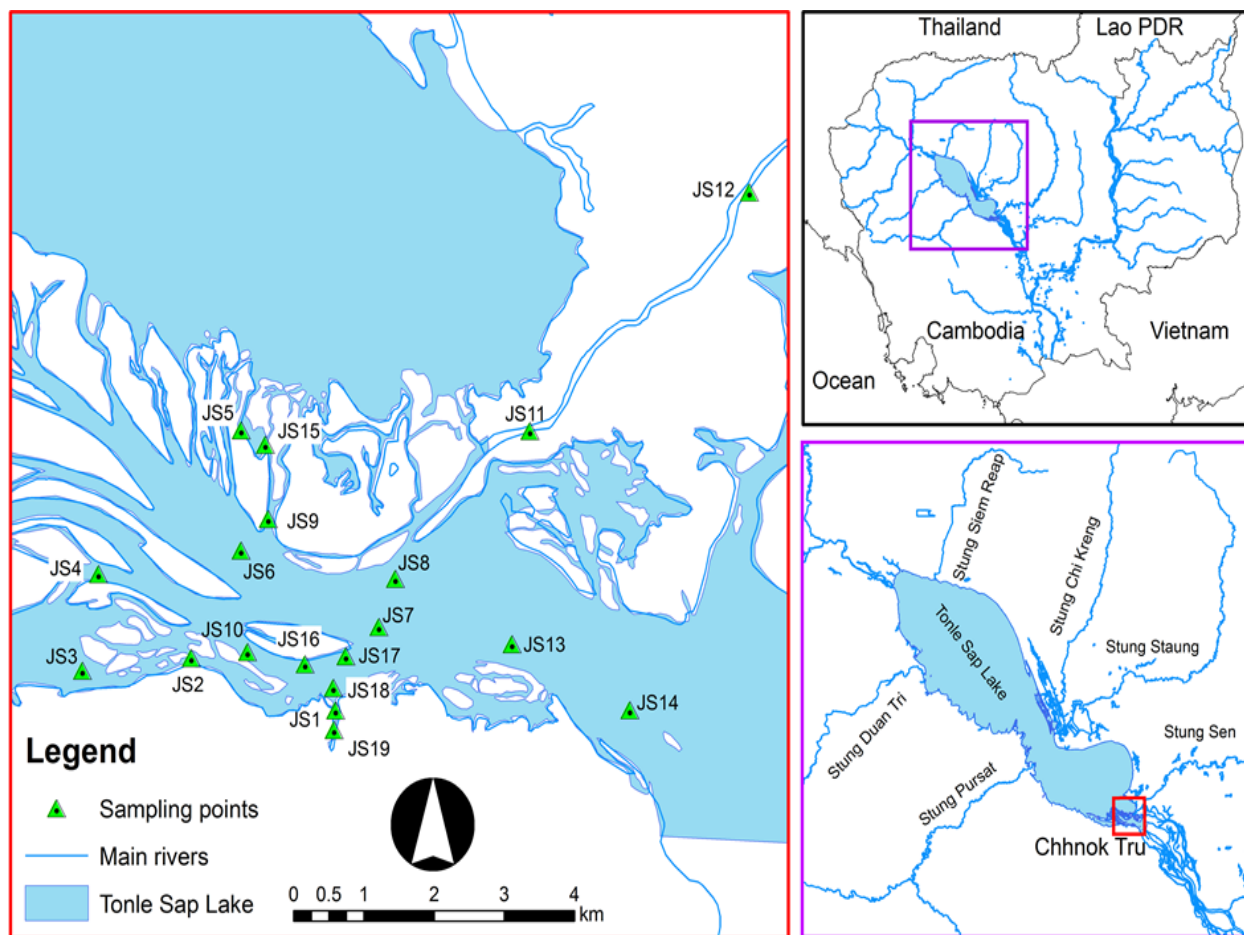 JS12
JS5
JS15
JS11
JS9
JS6
JS8
JS4
JS7
JS10
JS16
JS13
JS17
JS3
JS2
JS18
JS1
JS14
JS19
Legend
Sampling points
Main rivers
Tonle Sap Lake
0 0.5 1 2 3 4
km
Thailand
Lao PDR
Cambodia
Vietnam
Ocean
Stung Siem Reap
Stung Chi Kreng
Tonle Sap Lake
Stung Staung
Stung Duan Tri
Stung Sen
Stung Pursat
Chhnok Tru